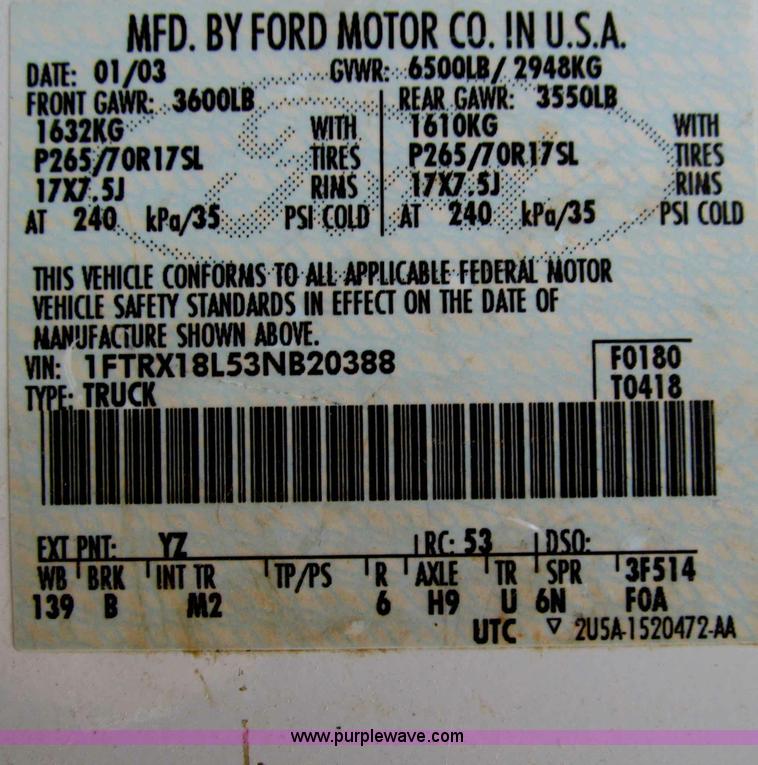 MFD. BY FORD MOTOR CO. IN U.S.A.
DATE: 01/03 GVWR: 6500LB/ 2948KG
FRONT GAWR: 3600LB REAR GAWR: 3550LB
1632KG WITH 1610KG WITH
P265/70R17SL TIRES P265/70R17SL TIRES
17X7.5J RIMS 17X7.5J RIMS
AT 240 kPa/35 PSI COLD AT 240 kPa/35 PSI COLD
THIS VEHICLE CONFORMS TO ALL APPLICABLE FEDERAL MOTOR
VEHICLE SAFETY STANDARDS IN EFFECT ON THE DATE OF
MANUFACTURE SHOWN ABOVE.
VIN: 1FTRX18L53NB20388 F0180
TYPE: TRUCK T0418
EXT PNT: YZ RC: 53 DSO:
WB BRK INT TR TP/PS R AXLE TR SPR 3F514
139 B M2 6 H9 U 6N F0A
UTC ▽ 2U5A-1520472-AA
www.purplewave.com